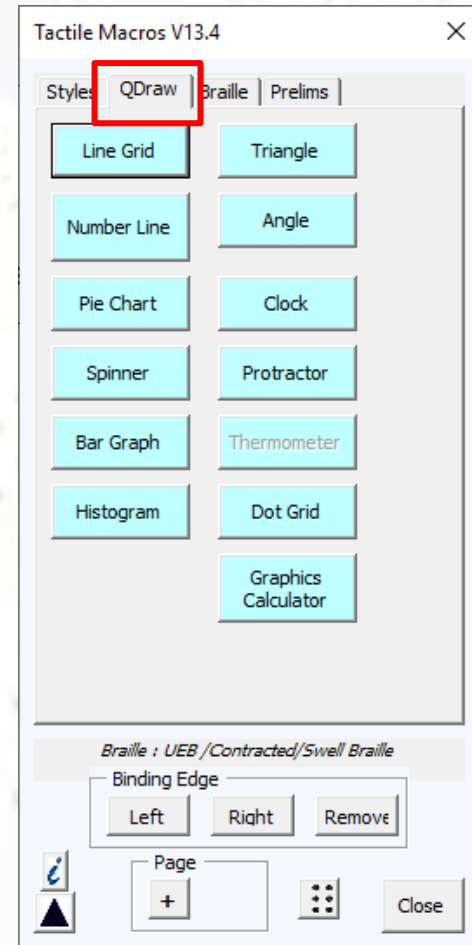 Tactile Macros V13.4
Styles QDraw Braille Prelims
Line Grid Triangle
Number Line Angle
Pie Chart Clock
Spinner Protractor
Bar Graph Thermometer
Histogram Dot Grid
Graphics
Calculator
Braille : UEB /Contracted/Swell Braille
Binding Edge
Left Right Remove
i
Page
+
Close